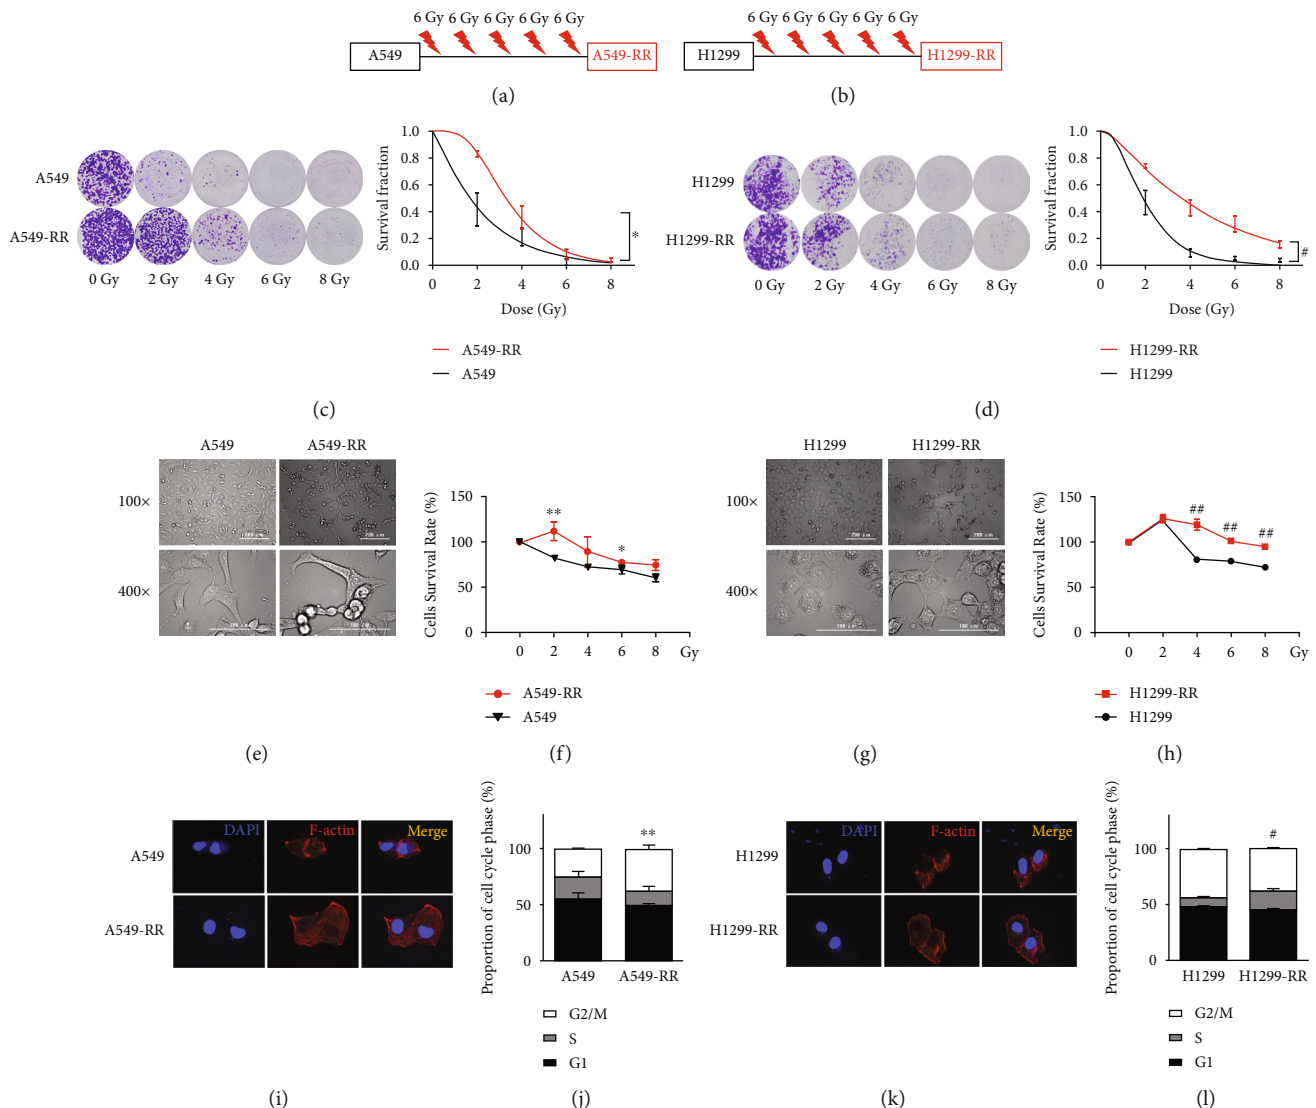 6 Gy 6 Gy 6 Gy 6 Gy 6 Gy
A549
A549-RR
(a)
6 Gy 6 Gy 6 Gy 6 Gy 6 Gy
H1299
H1299-RR
(b)
A549
A549-RR
0 Gy 2 Gy 4 Gy 6 Gy 8 Gy
Survival fraction
1.0
0.8
0.6
0.4
0.2
0.0
0 2 4 6 8
Dose (Gy)
*
A549-RR
A549
(c)
H1299
H1299-RR
0 Gy 2 Gy 4 Gy 6 Gy 8 Gy
Survival fraction
1.0
0.8
0.6
0.4
0.2
0.0
0 2 4 6 8
Dose (Gy)
#
H1299-RR
H1299
(d)
A549 A549-RR
100×
400×
(e)
Cells Survival Rate (%)
150
100
50
0
** *
0 2 4 6 8 Gy
A549-RR
A549
(f)
H1299 H1299-RR
100×
400×
(g)
Cells Survival Rate (%)
150
100
50
0
## ## ##
0 2 4 6 8 Gy
H1299-RR
H1299
(h)
DAPI F-actin Merge
A549
A549-RR
(i)
Proportion of cell cycle phase (%)
100
50
0
**
A549 A549-RR
G2/M
S
G1
(j)
DAPI F-actin Merge
H1299
H1299-RR
(k)
Proportion of cell cycle phase (%)
100
50
0
#
H1299 H1299-RR
G2/M
S
G1
(l)